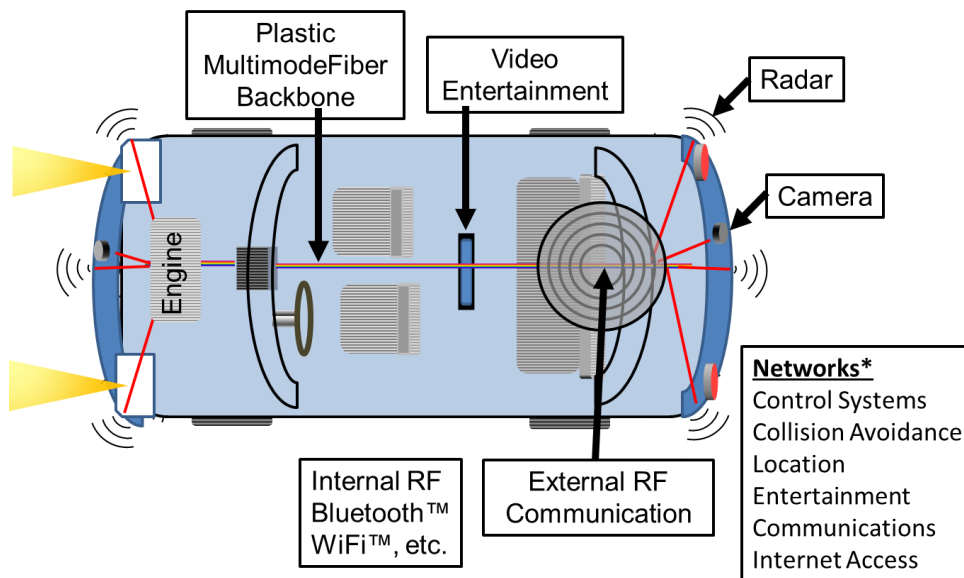 Plastic
MultimodeFiber
Backbone
Video
Entertainment
Radar
Camera
Engine
Internal RF
Bluetooth™
WiFi™, etc.
External RF
Communication
Networks*
Control Systems
Collision Avoidance
Location
Entertainment
Communications
Internet Access